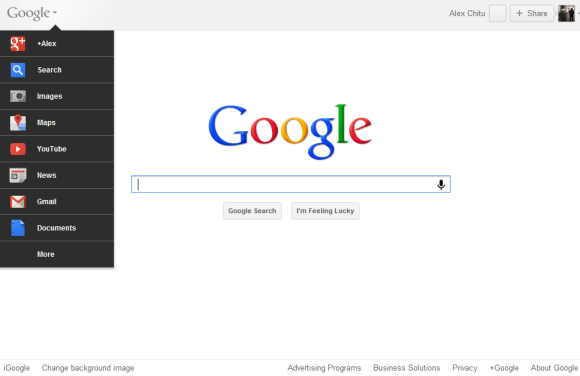 Google
Alex Chitu
+ Share
g+ +Alex
Search
Images
Maps
YouTube
News
Gmail
Documents
More
Google
Google Search
I'm Feeling Lucky
iGoogle Change background image Advertising Programs Business Solutions Privacy +Google About Google